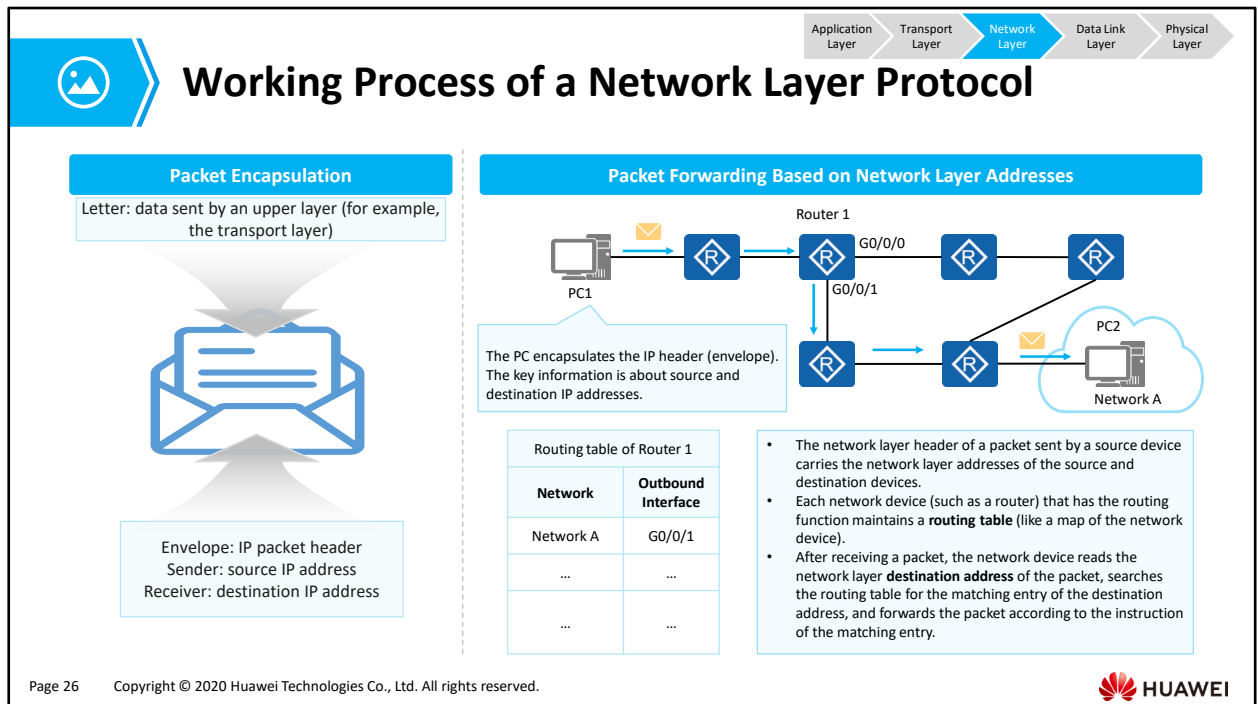 Application
Layer
Transport
Layer
Network
Layer
Data Link
Layer
Physical
Layer
Working Process of a Network Layer Protocol
Packet Encapsulation
Letter: data sent by an upper layer (for example,
the transport layer)
Envelope: IP packet header
Sender: source IP address
Receiver: destination IP address
Packet Forwarding Based on Network Layer Addresses
Router 1
G0/0/0
G0/0/1
PC1
PC2
Network A
The PC encapsulates the IP header (envelope).
The key information is about source and
destination IP addresses.
Routing table of Router 1
Network
Outbound
Interface
Network A
G0/0/1
…
…
…
…
• The network layer header of a packet sent by a source device
carries the network layer addresses of the source and
destination devices.
• Each network device (such as a router) that has the routing
function maintains a routing table (like a map of the network
device).
• After receiving a packet, the network device reads the
network layer destination address of the packet, searches
the routing table for the matching entry of the destination
address, and forwards the packet according to the instruction
of the matching entry.
Page 26 Copyright © 2020 Huawei Technologies Co., Ltd. All rights reserved.
HUAWEI